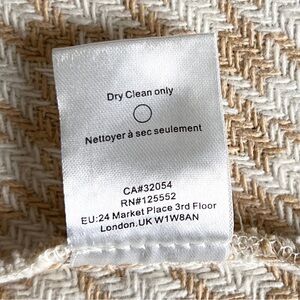 Dry Clean only
Nettoyer à sec seulement
CA#32054
RN#125552
EU:24 Market Place 3rd Floor
London.UK W1W8AN